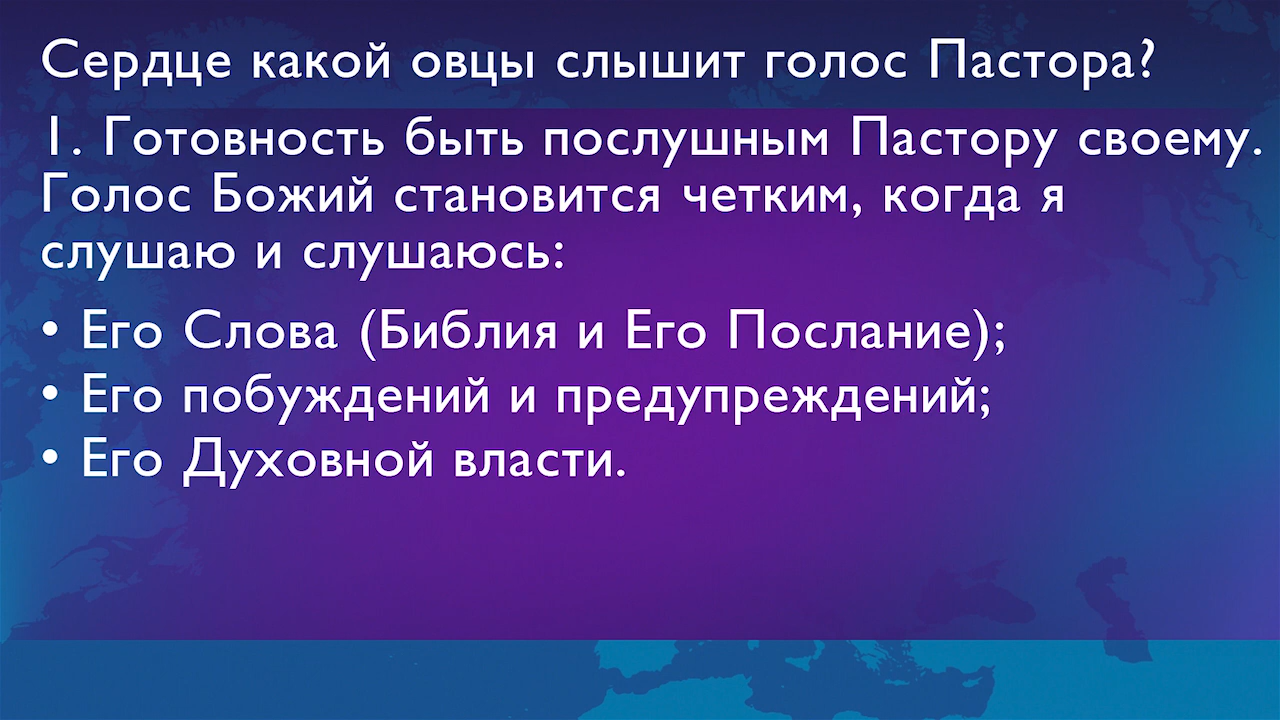 Сердце какой овцы слышит голос Пастора?
1. Готовность быть послушным Пастору своему.
Голос Божий становится четким, когда я
слушаю и слушаюсь:
• Его Слова (Библия и Его Послание);
• Его побуждений и предупреждений;
• Его Духовной власти.